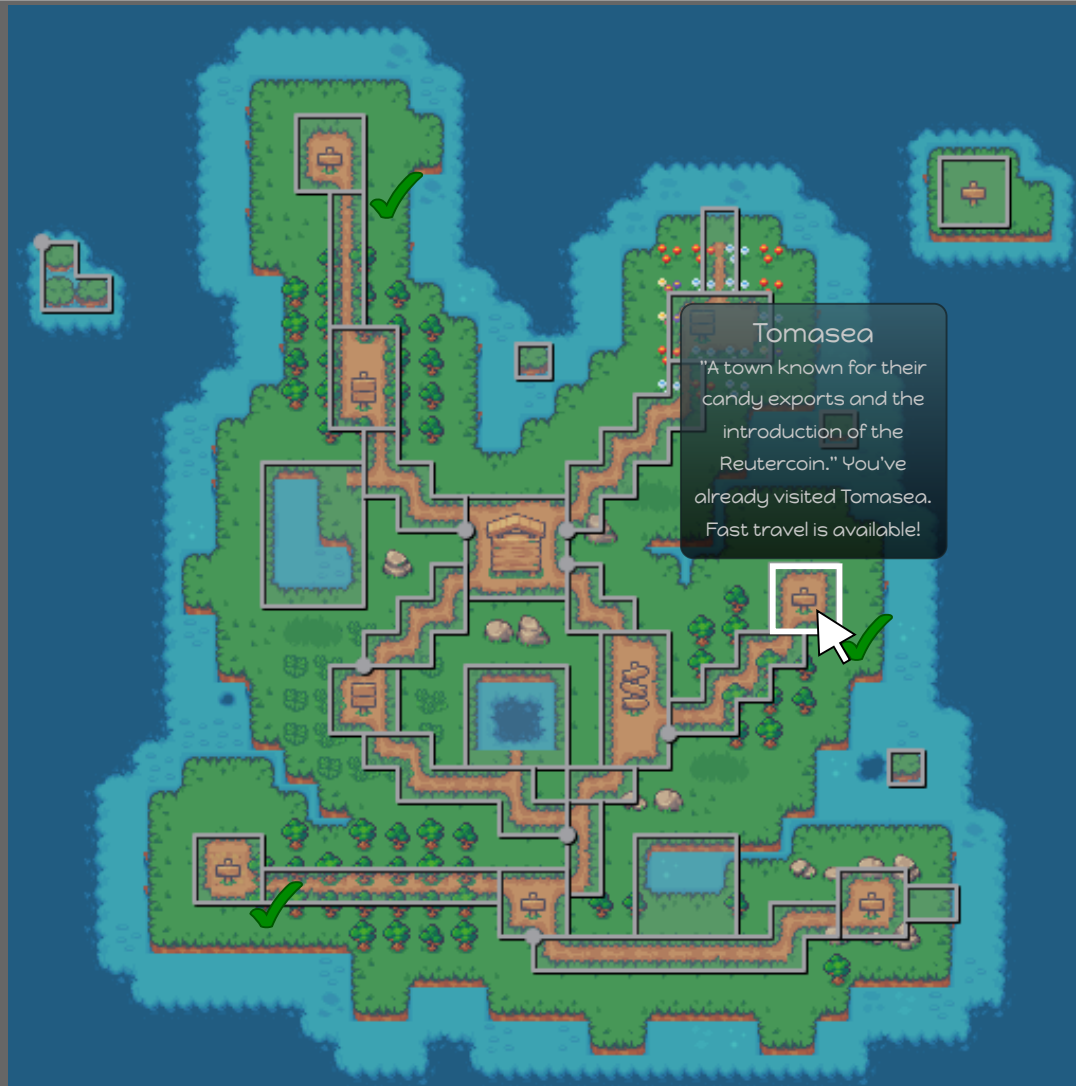 Tomasea
"A town known for their
candy exports and the
introduction of the
Reutercoin." You've
already visited Tomasea.
Fast travel is available!